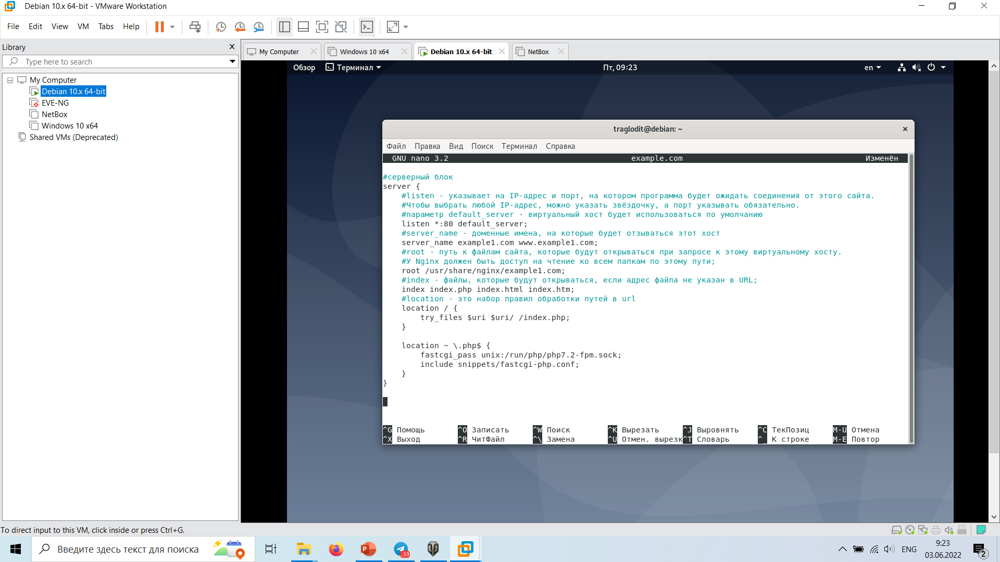 Debian 10.x 64-bit - VMware Workstation
File Edit View VM Tabs Help
Library
Type here to search
My Computer
Debian 10.x 64-bit
EVE-NG
NetBox
Windows 10 x64
Shared VMs (Deprecated)
My Computer Windows 10 x64 Debian 10.x 64-bit NetBox
Обзор Терминал Пт, 09:23 en
traglodit@debian: ~
Файл Правка Вид Поиск Терминал Справка
GNU nano 3.2 example.com Изменён
#серверный блок
server {
#listen - указывает на IP-адрес и порт, на котором программа будет ожидать соединения от этого сайта.
#Чтобы выбрать любой IP-адрес, можно указать звёздочку, а порт указывать обязательно.
#параметр default_server - виртуальный хост будет использоваться по умолчанию
listen *:80 default_server;
#server_name - доменные имена, на которые будет отзываться этот хост
server_name example1.com www.example1.com;
#root - путь к файлам сайта, которые будут открываться при запросе к этому виртуальному хосту.
#У Nginx должен быть доступ на чтение ко всем папкам по этому пути;
root /usr/share/nginx/example1.com;
#index - файлы, которые будут открываться, если адрес файла не указан в URL;
index index.php index.html index.htm;
#location - это набор правил обработки путей в url
location / {
try_files $uri $uri/ /index.php;
}
location ~ \.php$ {
fastcgi_pass unix:/run/php/php7.2-fpm.sock;
include snippets/fastcgi-php.conf;
}
}
^G Помощь ^O Записать ^W Поиск ^K Вырезать ^J Выровнять ^C ТекПозиц M-U Отмена
^X Выход ^R ЧитФайл ^\ Замена ^U Отмен. вырезк ^T Словарь ^_ К строке M-E Повтор
To direct input to this VM, click inside or press Ctrl+G.
Введите здесь текст для поиска
..59
ENG
9:23
03.06.2022
2